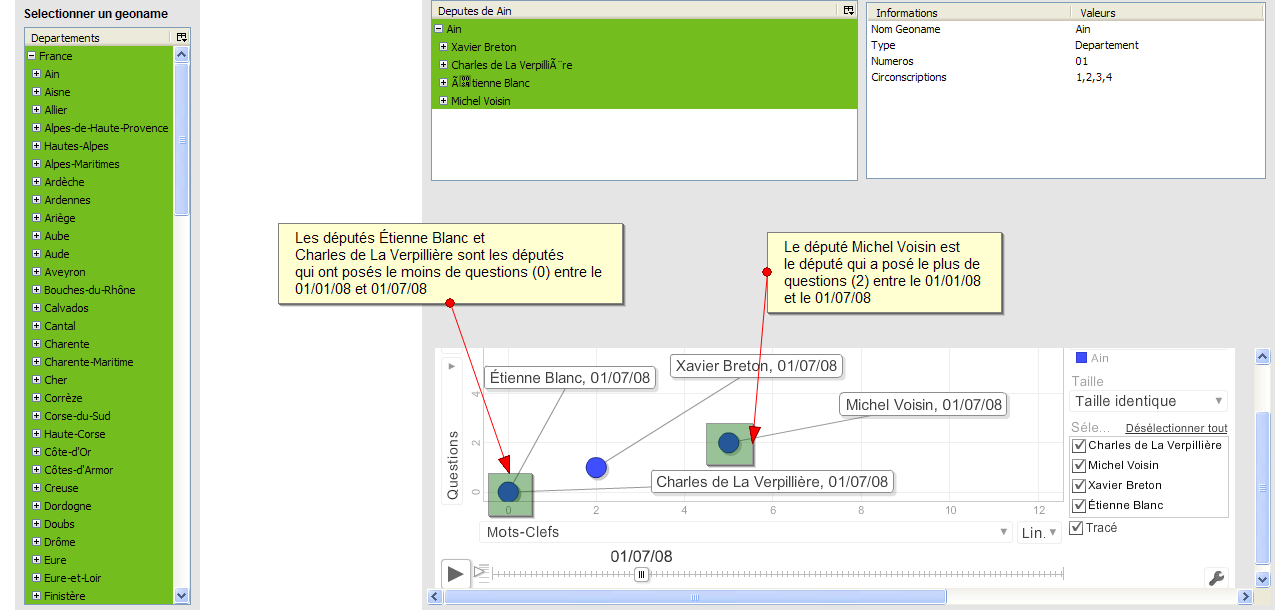 Selectionner un geoname
Departements
France
Ain
Aisne
Allier
Alpes-de-Haute-Provence
Hautes-Alpes
Alpes-Maritimes
Ardèche
Ardennes
Ariège
Aube
Aude
Aveyron
Bouches-du-Rhône
Calvados
Cantal
Charente
Charente-Maritime
Cher
Corrèze
Corse-du-Sud
Haute-Corse
Côte-d'Or
Côtes-d'Armor
Creuse
Dordogne
Doubs
Drôme
Eure
Eure-et-Loir
Finistère
Deputes de Ain
Ain
Xavier Breton
Charles de La VerpilliÃ¨re
Ã tienne Blanc
Michel Voisin
Informations Valeurs
Nom Geoname Ain
Type Departement
Numeros 01
Circonscriptions 1,2,3,4
Les députés Étienne Blanc et
Charles de La Verpillière sont les députés
qui ont posés le moins de questions (0) entre le
01/01/08 et 01/07/08
Le député Michel Voisin est
le député qui a posé le plus de
questions (2) entre le 01/01/08
et le 01/07/08
Étienne Blanc, 01/07/08
Xavier Breton, 01/07/08
Michel Voisin, 01/07/08
Charles de La Verpillière, 01/07/08
Questions
4
2
0
0 2 4 6 8 10 12
Mots-Clefs
Lin.
01/07/08
Ain
Taille
Taille identique
Séle... Désélectionner tout
Charles de La Verpillière
Michel Voisin
Xavier Breton
Étienne Blanc
Tracé